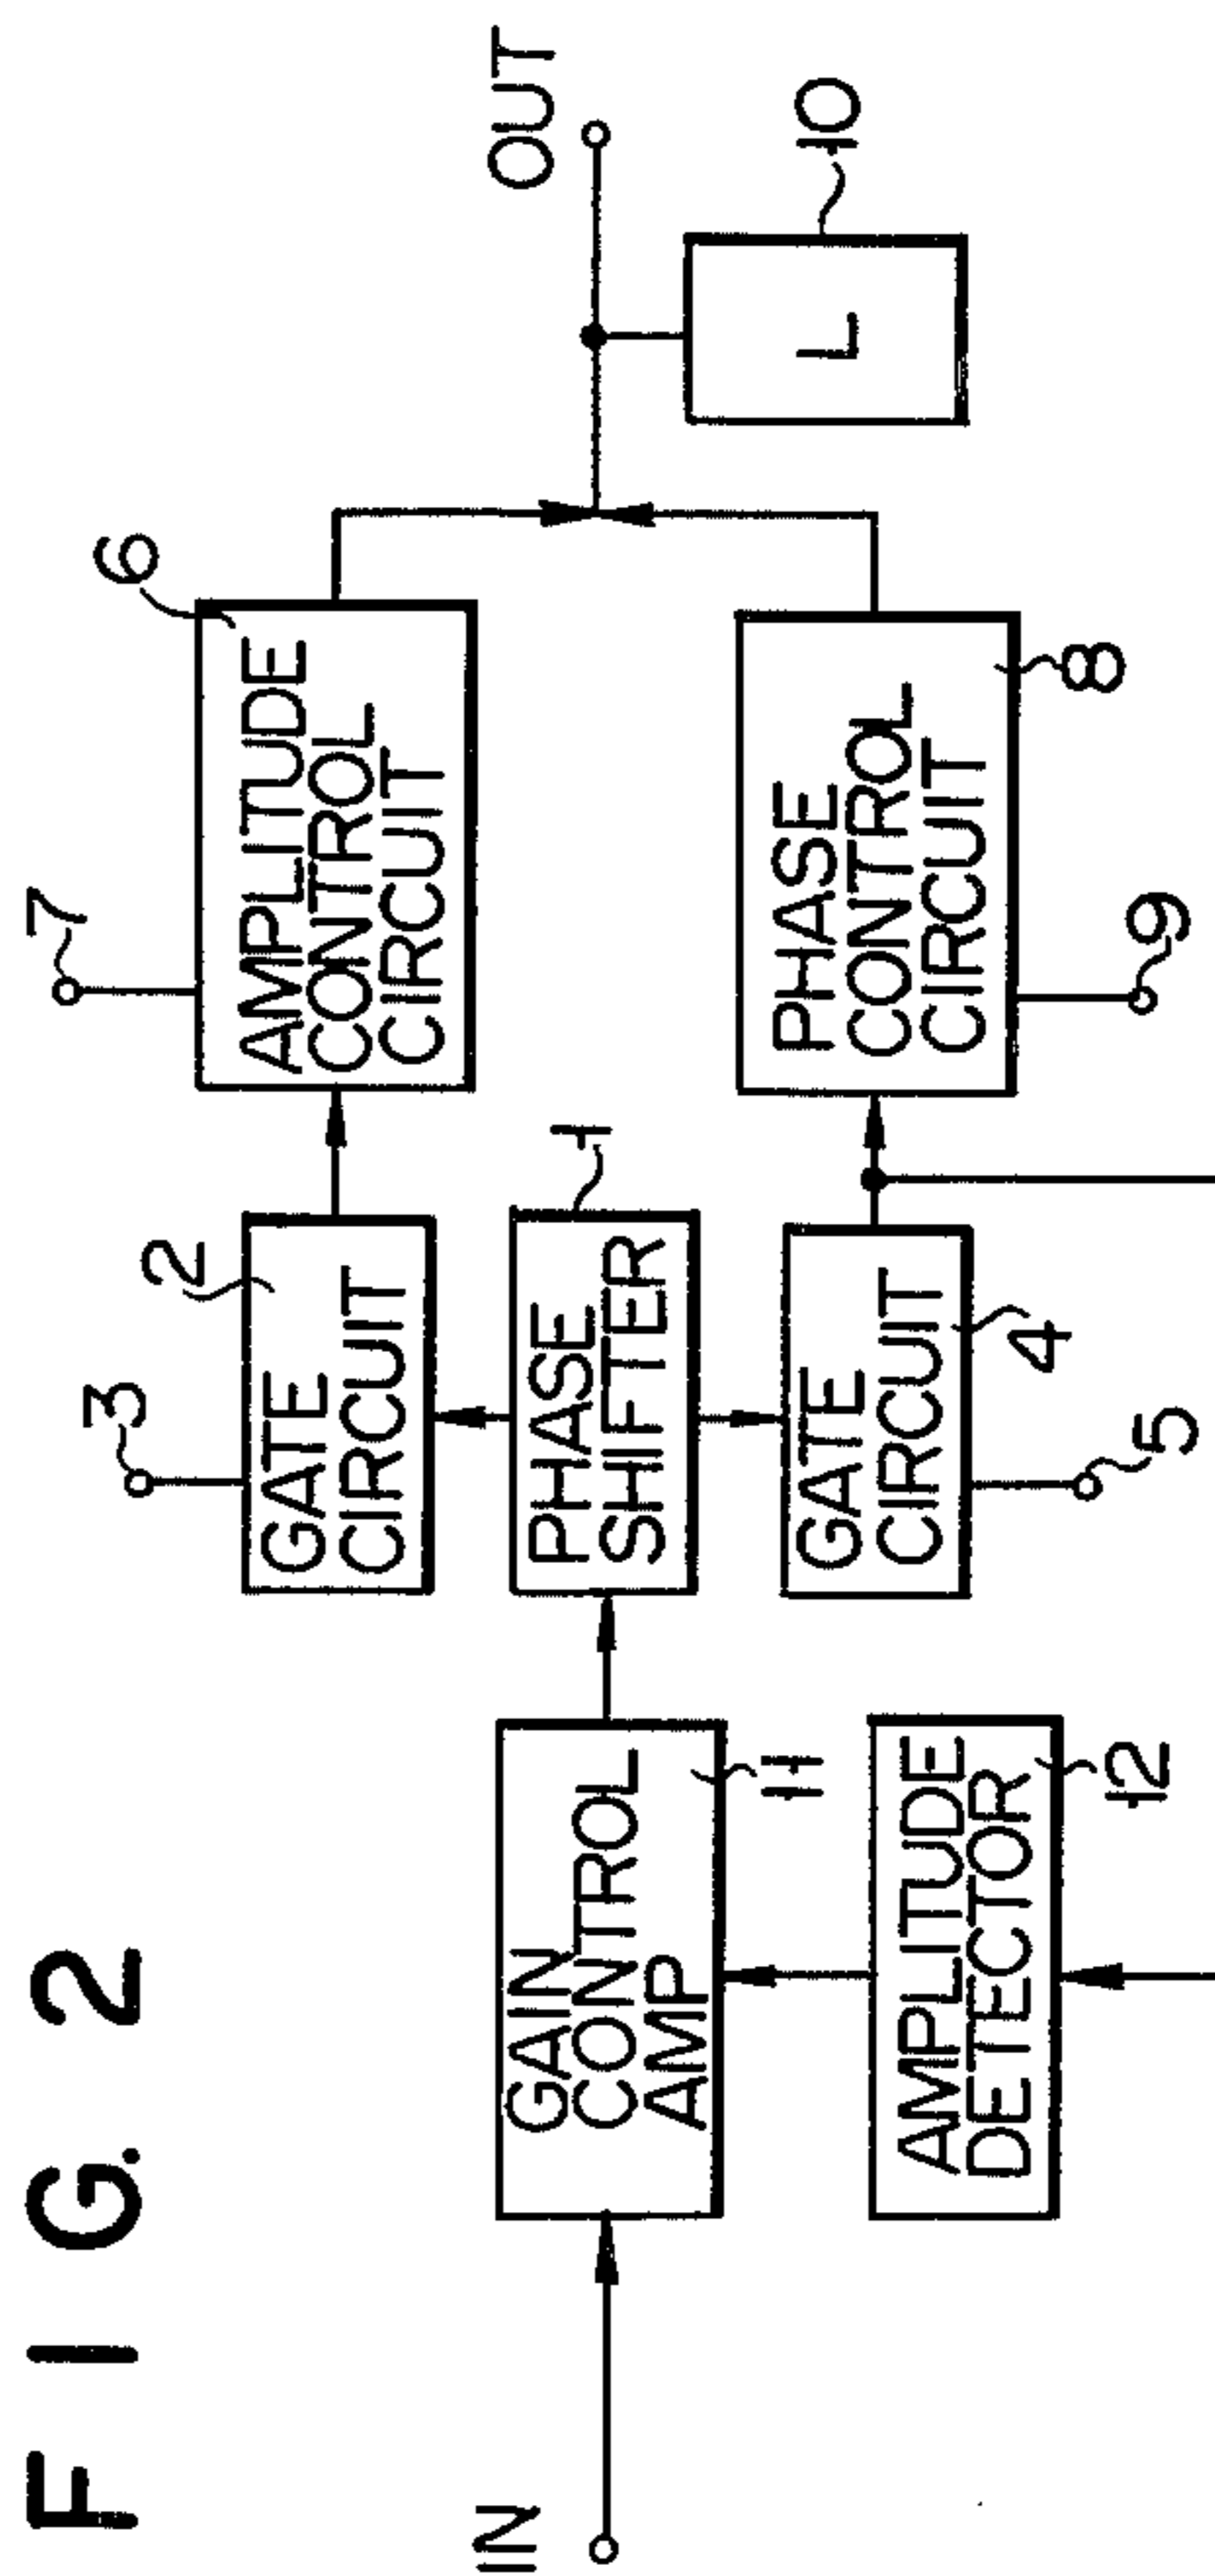 FIG. 2
7
6
AMPLITUDE
CONTROL
CIRCUIT
3
2
GATE
CIRCUIT
OUT
IN
GAIN
CONTROL
AMP
11
PHASE
SHIFTER
1
L
10
AMPLITUDE
DETECTOR
12
GATE
CIRCUIT
4
5
PHASE
CONTROL
CIRCUIT
8
9